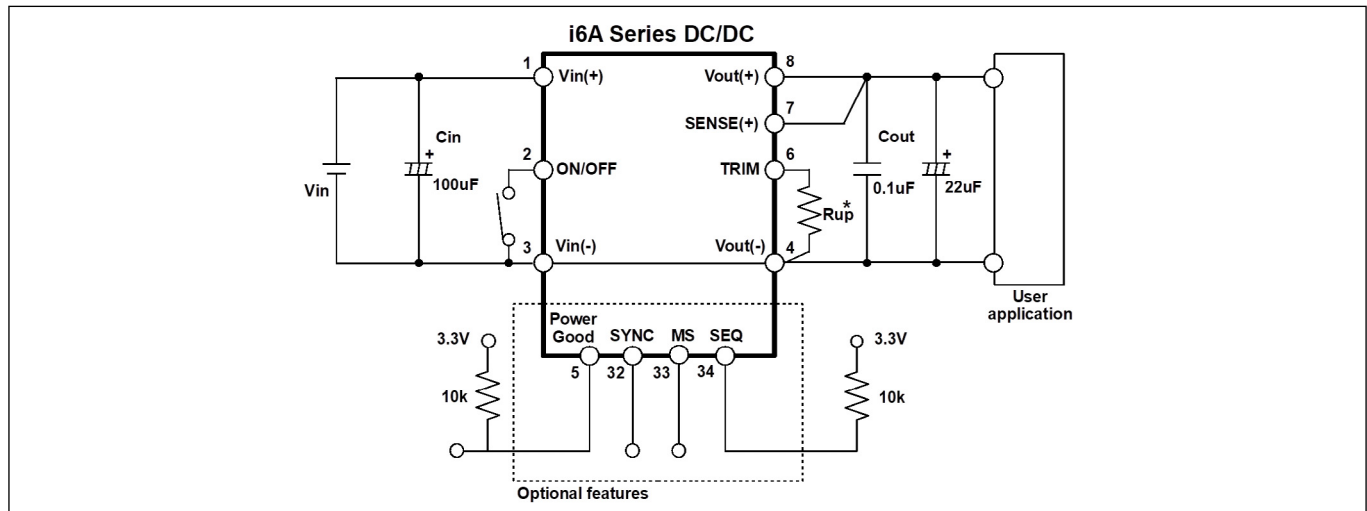 i6A Series DC/DC
1
Vin(+)
Vout(+)
8
7
SENSE(+)
Cin
+
100uF
Vin
2
ON/OFF
TRIM
6
Rup*
Cout
0.1uF
+
22uF
3
Vin(-)
Vout(-)
4
User
application
Power
Good
SYNC
MS
SEQ
5
32
33
34
3.3V
10k
3.3V
10k
Optional features